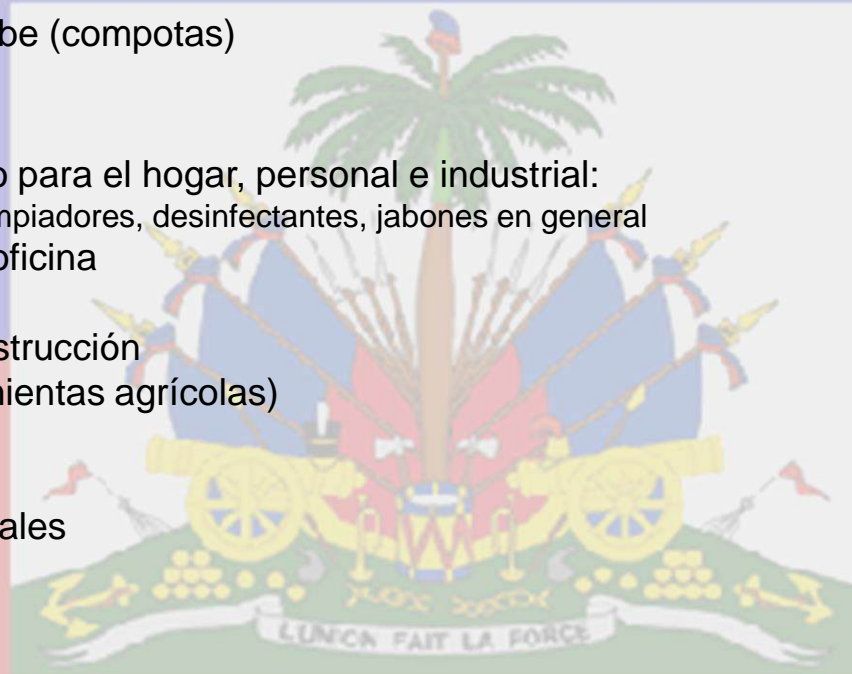 be (compotas)
o para el hogar, personal e industrial:
mpiadores, desinfectantes, jabones en general
oficina
strucción
mientas agrícolas)
ales
L'UNION FAIT LA FORCE